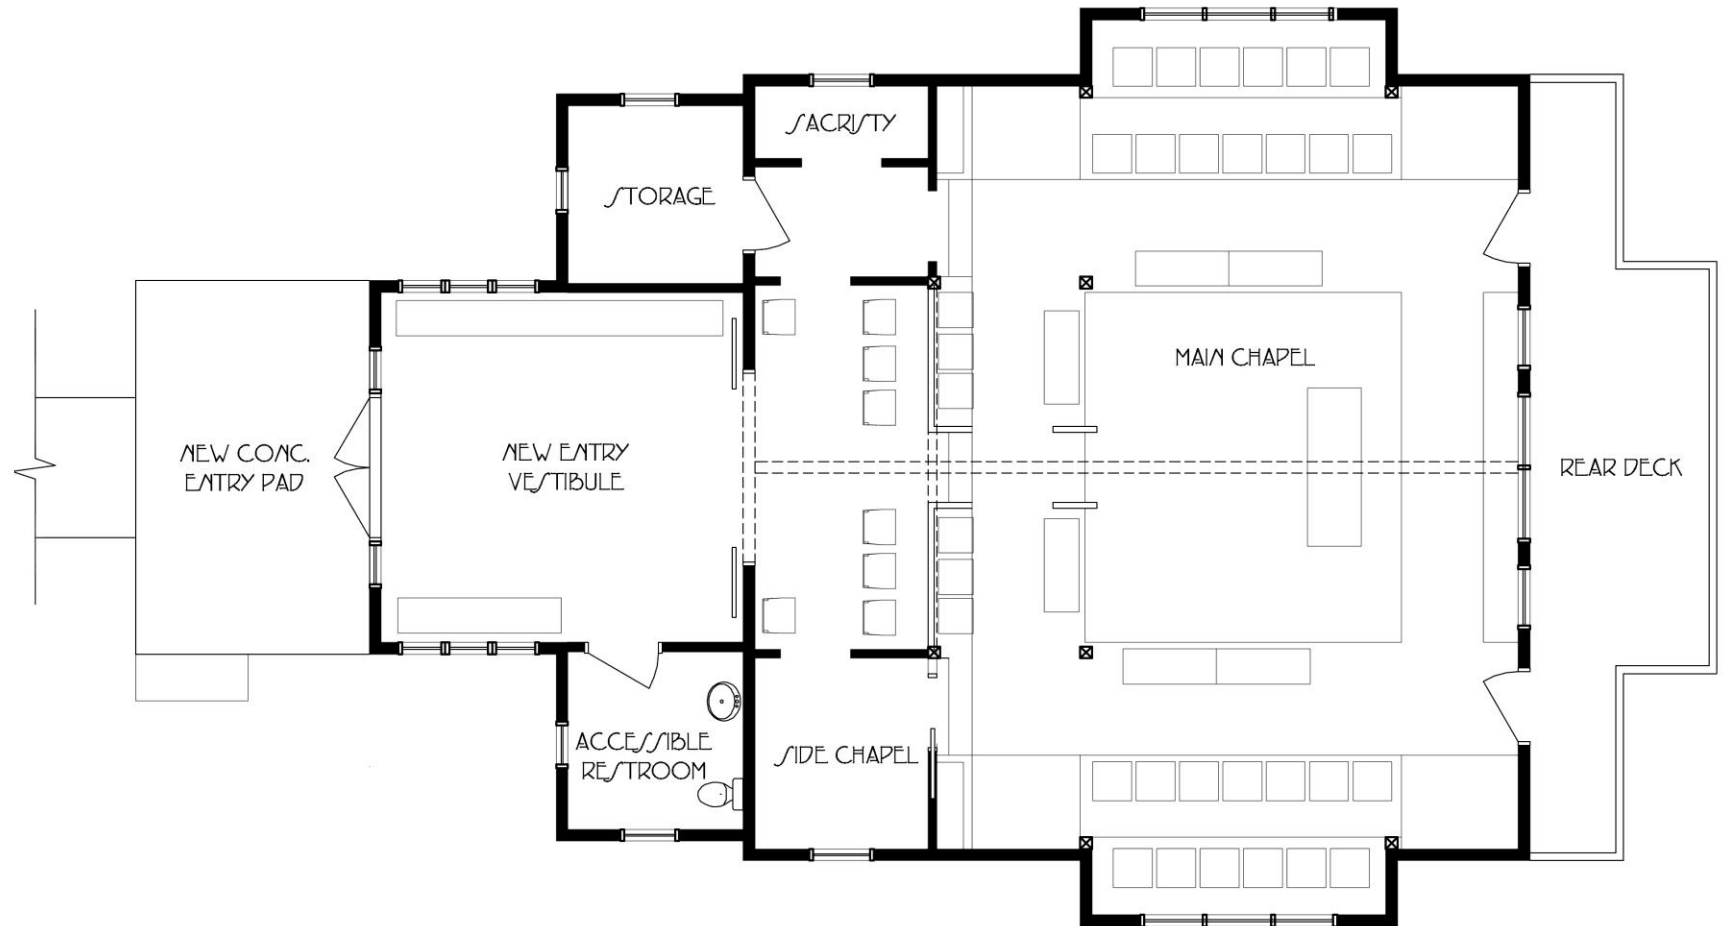 SACRISTY
STORAGE
MAIN CHAPEL
NEW CONC.
ENTRY PAD
NEW ENTRY
VESTIBULE
REAR DECK
ACCESSIBLE
RESTROOM
SIDE CHAPEL